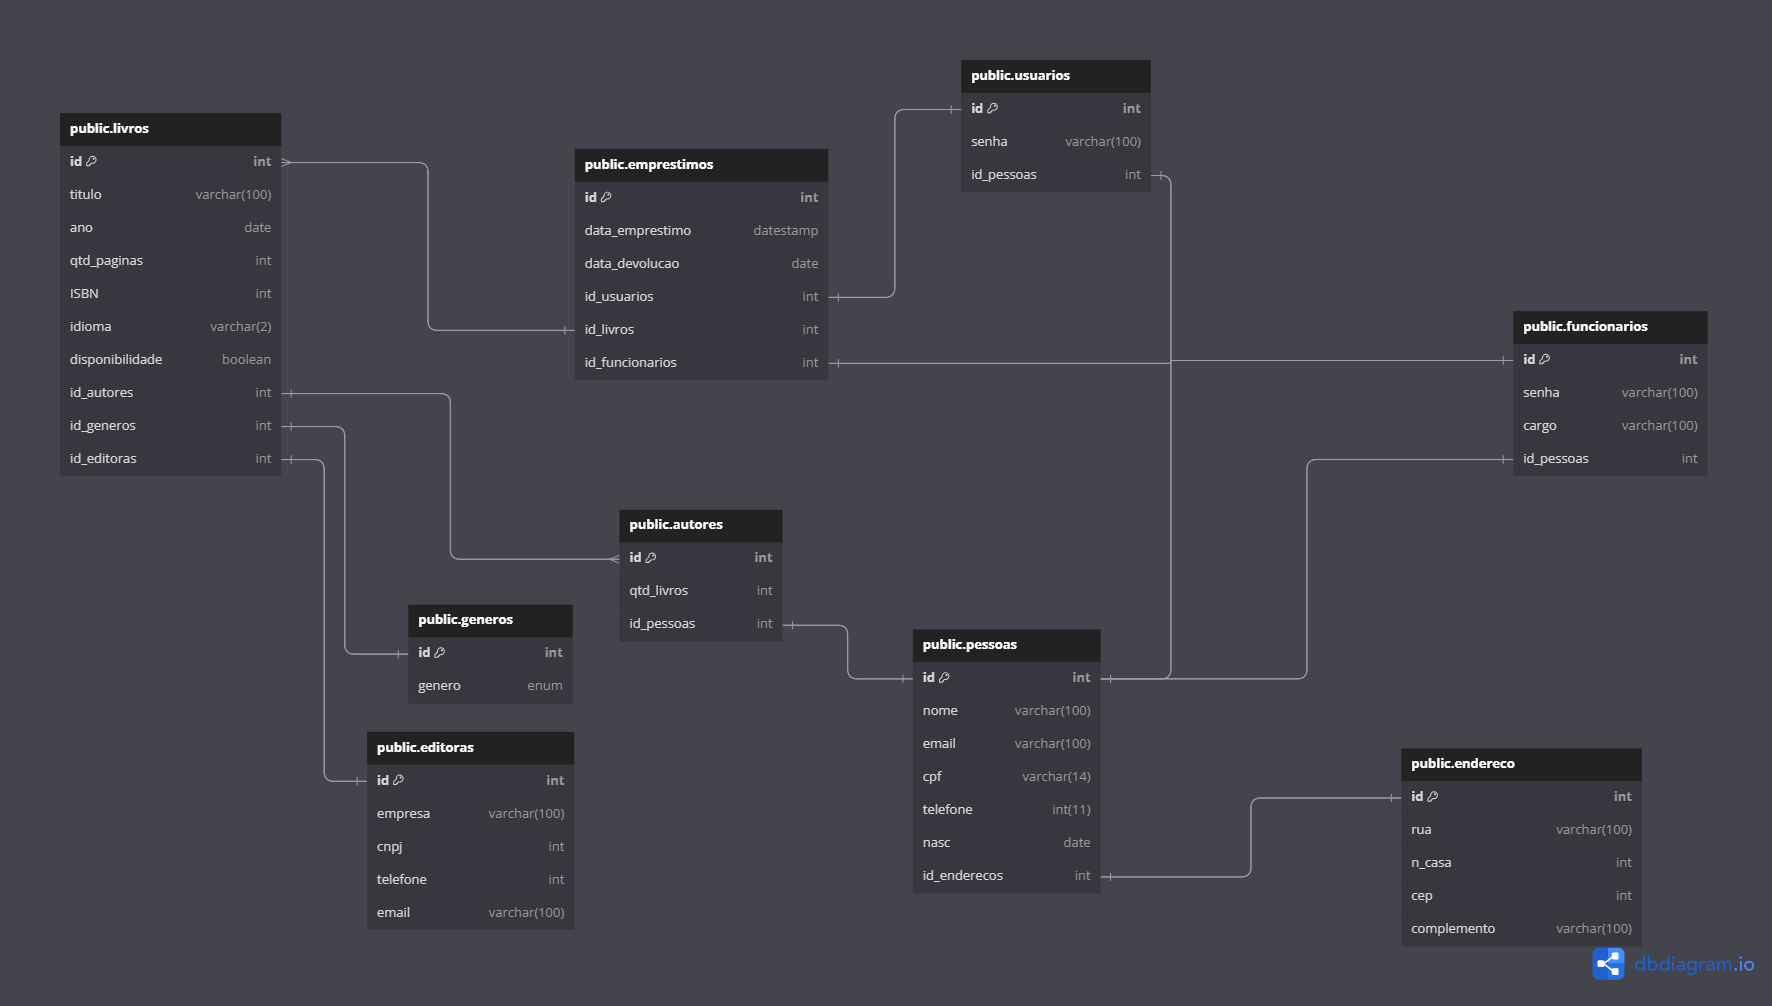 public.livros
id int
titulo varchar(100)
ano date
qtd_paginas int
ISBN int
idioma varchar(2)
disponibilidade boolean
id_autores int
id_generos int
id_editoras int
public.emprestimos
id int
data_emprestimo datestamp
data_devolucao date
id_usuarios int
id_livros int
id_funcionarios int
public.usuarios
id int
senha varchar(100)
id_pessoas int
public.funcionarios
id int
senha varchar(100)
cargo varchar(100)
id_pessoas int
public.autores
id int
qtd_livros int
id_pessoas int
public.generos
id int
genero enum
public.editoras
id int
empresa varchar(100)
cnpj int
telefone int
email varchar(100)
public.pessoas
id int
nome varchar(100)
email varchar(100)
cpf varchar(14)
telefone int(11)
nasc date
id_enderecos int
public.endereco
id int
rua varchar(100)
n_casa int
cep int
complemento varchar(100)
dbdiagram.io